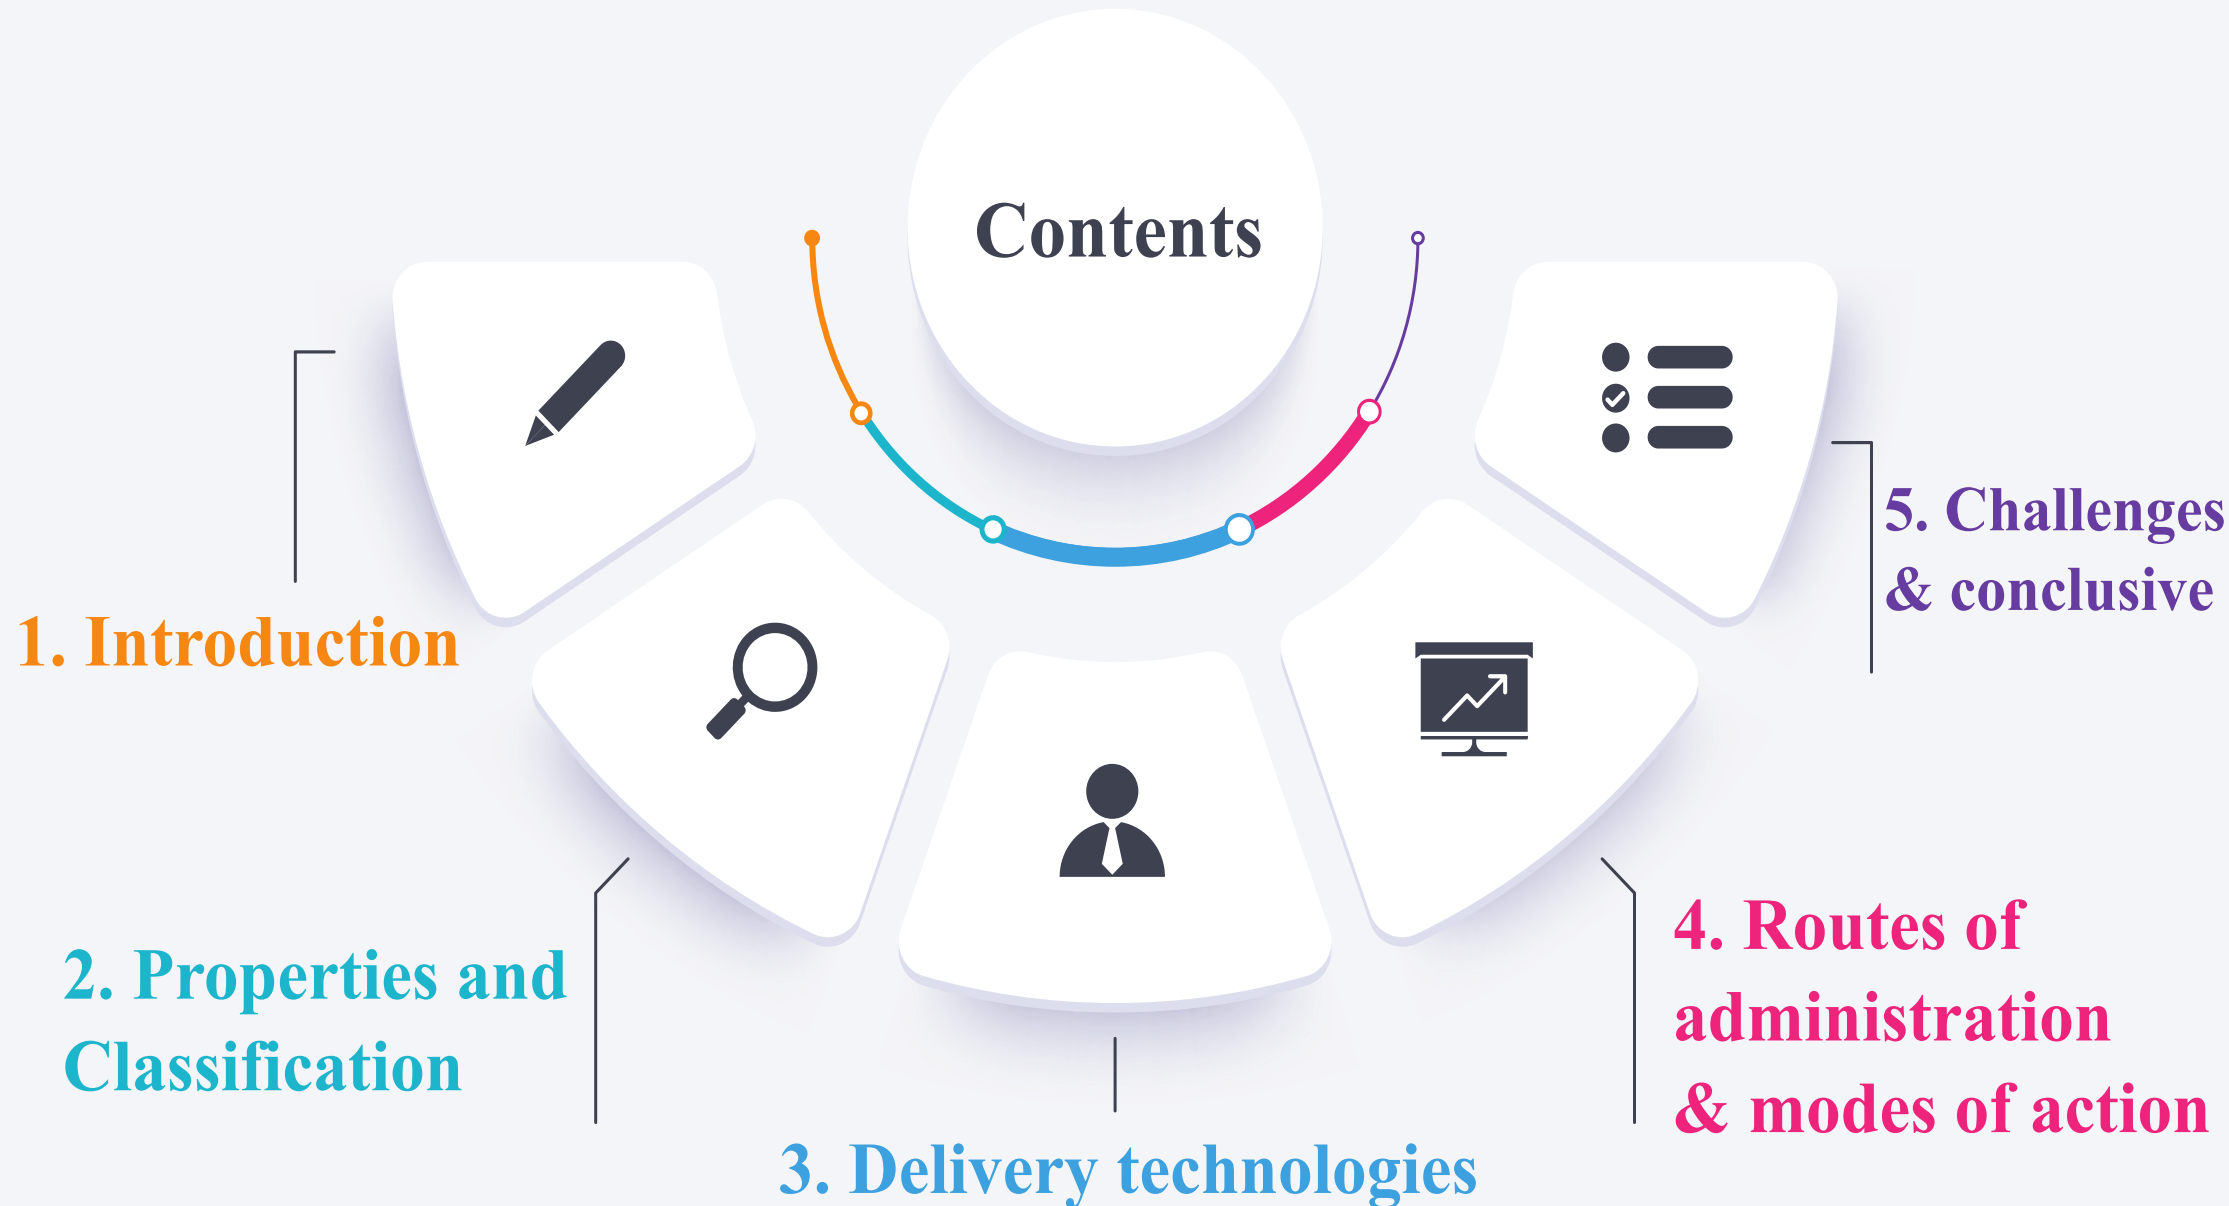 Contents
1. Introduction
2. Properties and
Classification
3. Delivery technologies
4. Routes of
administration
& modes of action
5. Challenges
& conclusive